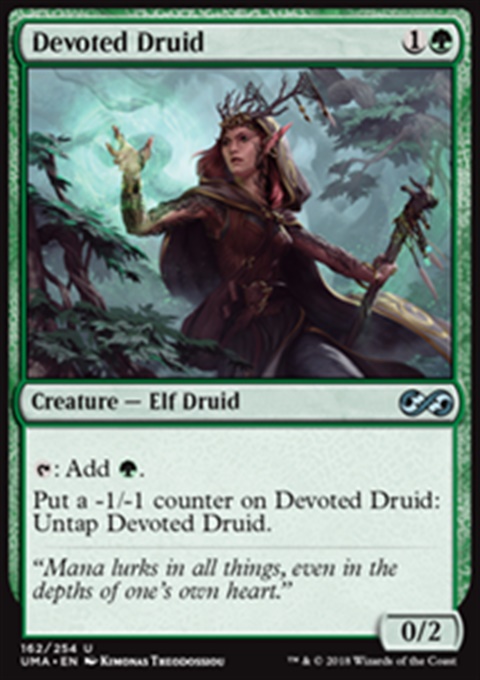 Devoted Druid 1
Creature — Elf Druid
: Add .
Put a -1/-1 counter on Devoted Druid:
Untap Devoted Druid.
“Mana lurks in all things, even in the
depths of one’s own heart.”
0/2
162/254 U
UMA • EN Kimonas Theodossiou
™ & © 2018 Wizards of the Coast